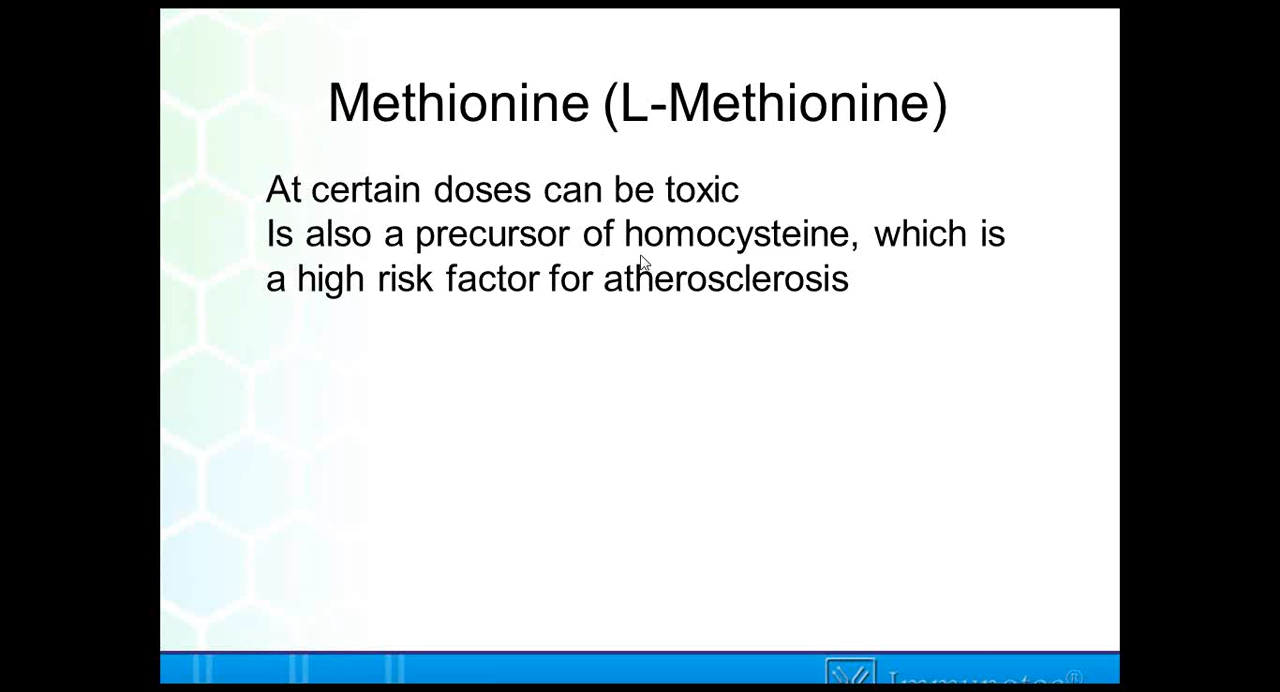 Methionine (L-Methionine)
At certain doses can be toxic
Is also a precursor of homocysteine, which is
a high risk factor for atherosclerosis
Immunotec®